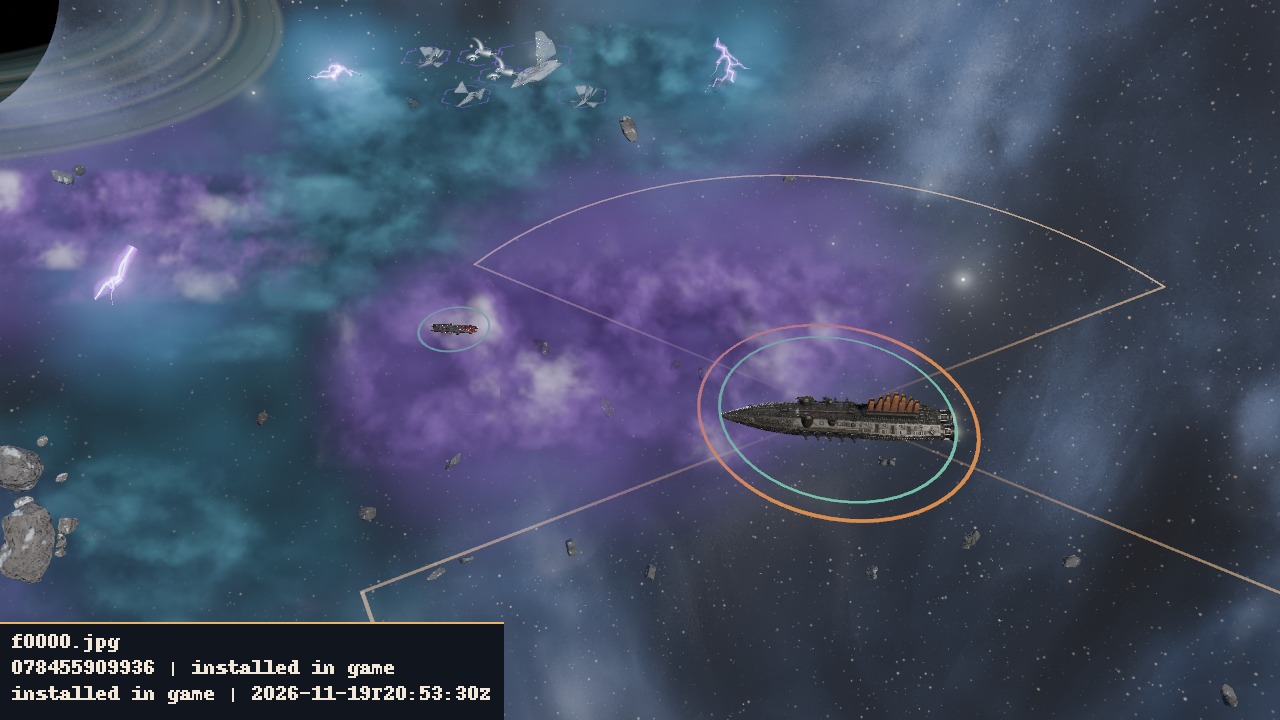 f0000.jpg
078455909936 | installed in game
installed in game | 2026-11-19T20:53:30Z